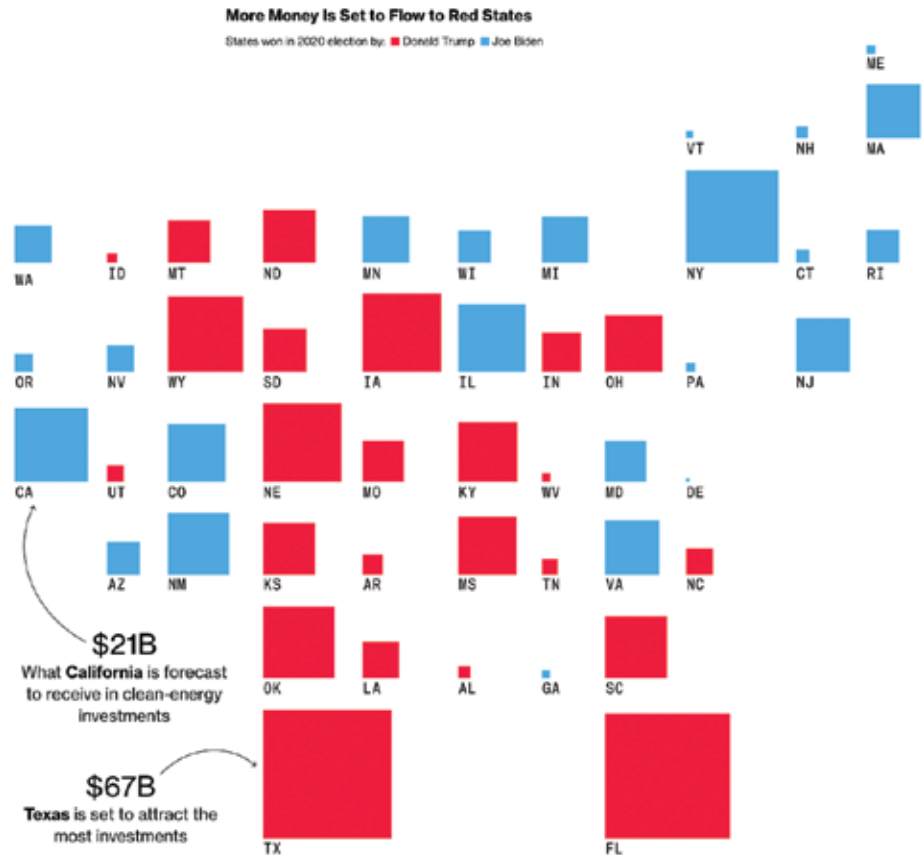 More Money Is Set to Flow to Red States
States won in 2020 election by: Donald Trump Joe Biden
ME
VT NH MA
WA ID MT ND MN WI MI NY CT RI
OR NV WY SD IA IL IN OH PA NJ
CA UT CO NE MO KY WV MD DE
AZ NM KS AR MS TN VA NC
$21B
What California is forecast
to receive in clean-energy
investments
OK LA AL GA SC
$67B
Texas is set to attract the
most investments
TX FL